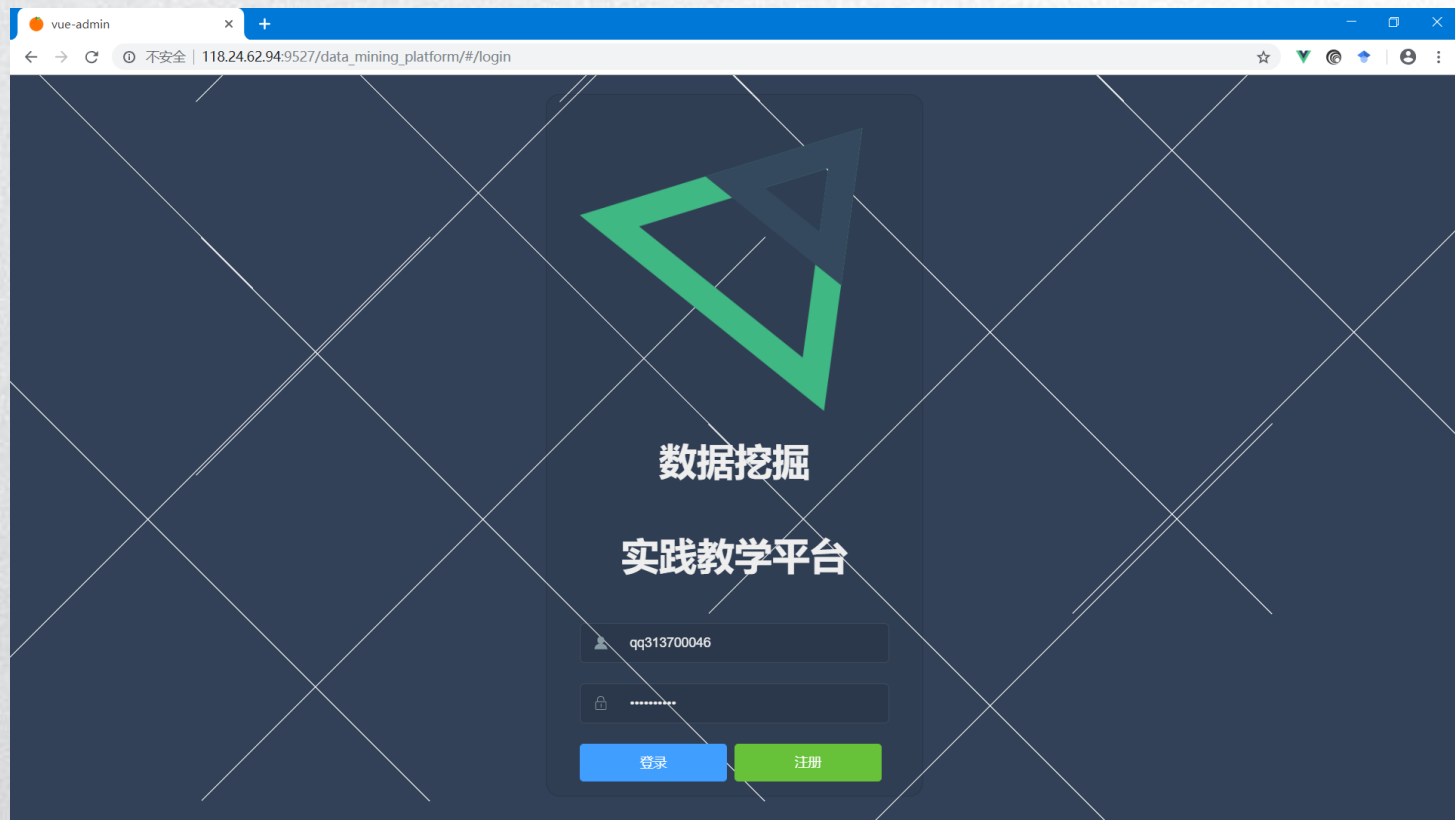 vue-admin
不安全 | 118.24.62.94:9527/data_mining_platform/#/login
数据挖掘
实践教学平台
qq313700046
••••••••••
登录 注册